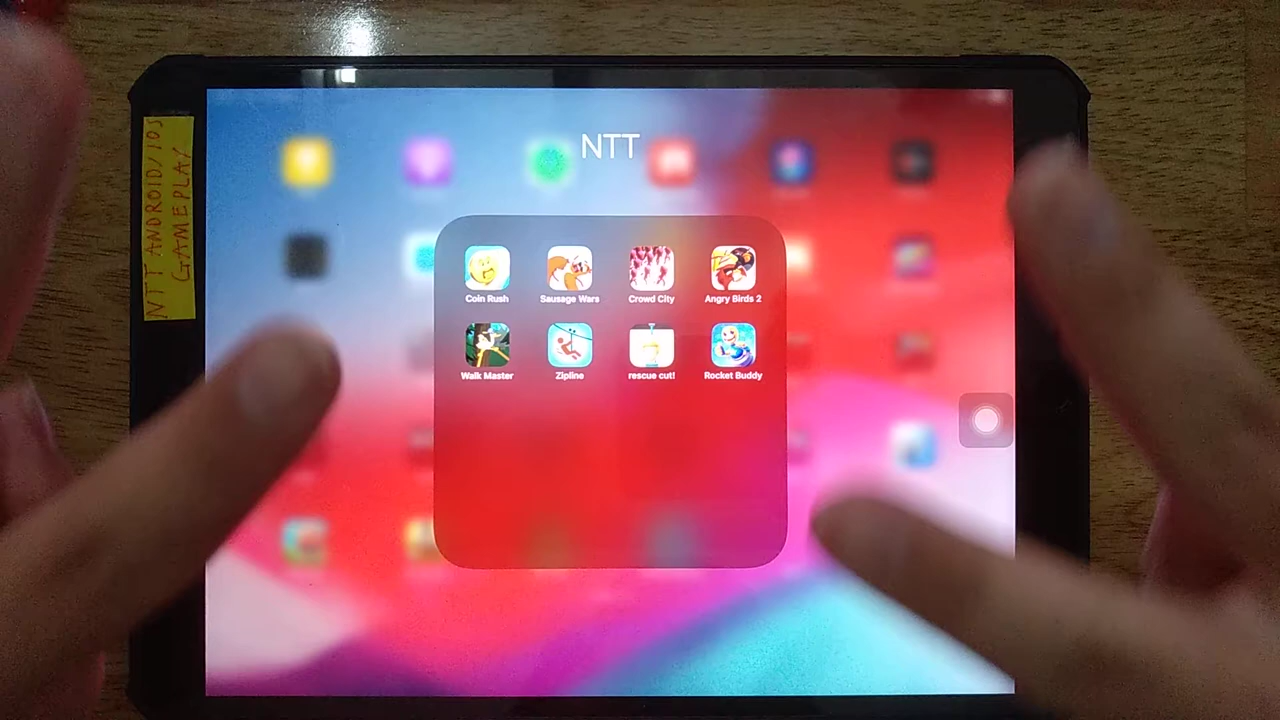 NTT ANDROID/IOS
GAMEPLAY
NTT
Coin Rush
Sausage Wars
Crowd City
Angry Birds 2
Walk Master
Zipline
rescue cut!
Rocket Buddy